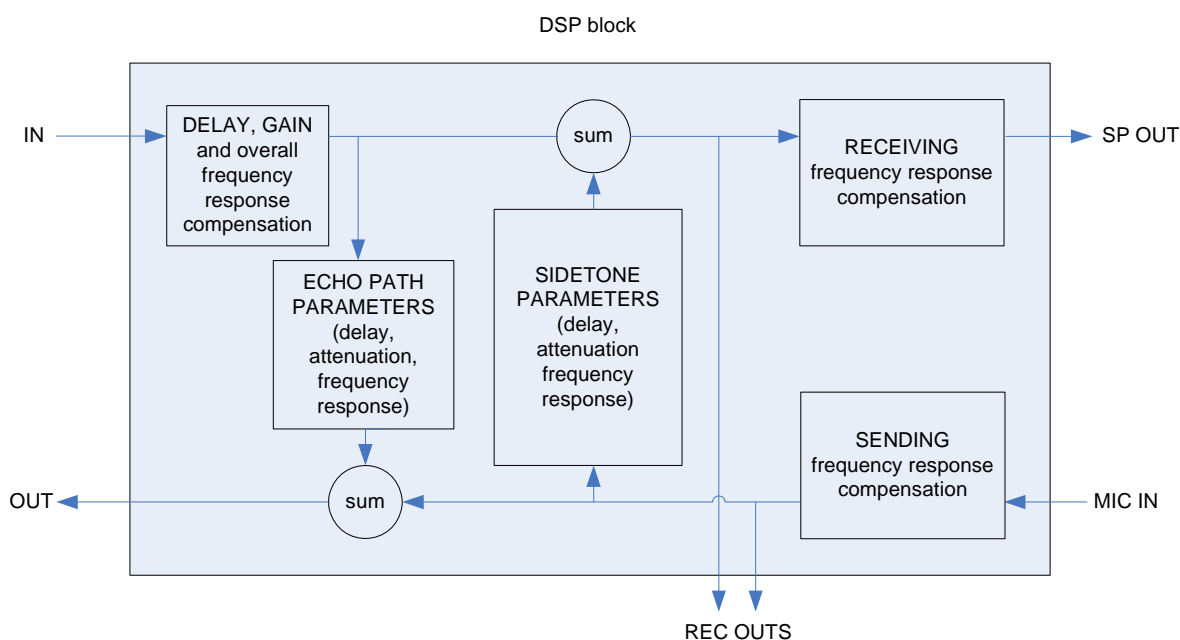 DSP block
IN
DELAY, GAIN
and overall
frequency
response
compensation
sum
RECEIVING
frequency response
compensation
SP OUT
ECHO PATH
PARAMETERS
(delay,
attenuation,
frequency
response)
SIDETONE
PARAMETERS
(delay,
attenuation
frequency
response)
SENDING
frequency response
compensation
OUT
sum
MIC IN
REC OUTS